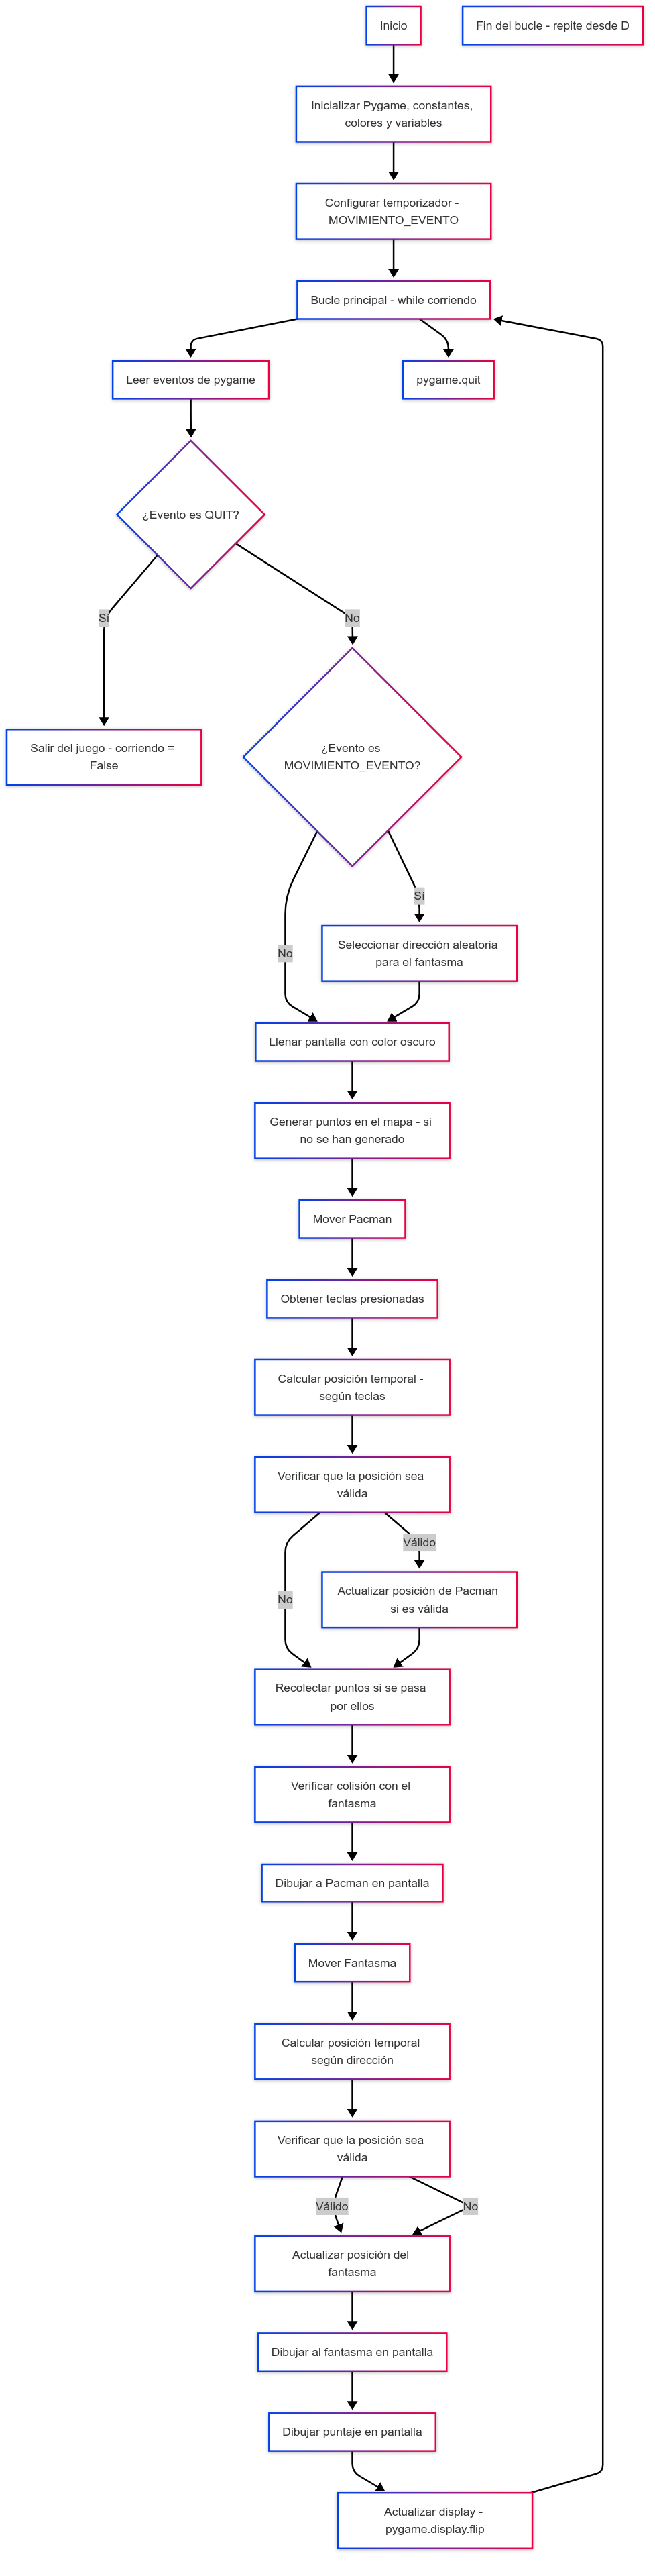 Inicio
Fin del bucle - repite desde D
Inicializar Pygame, constantes,
colores y variables
Configurar temporizador -
MOVIMIENTO_EVENTO
Bucle principal - while corriendo
Leer eventos de pygame
pygame.quit
¿Evento es QUIT?
Sí
No
Salir del juego - corriendo =
False
¿Evento es
MOVIMIENTO_EVENTO?
Sí
No
Seleccionar dirección aleatoria
para el fantasma
Llenar pantalla con color oscuro
Generar puntos en el mapa - si
no se han generado
Mover Pacman
Obtener teclas presionadas
Calcular posición temporal -
según teclas
Verificar que la posición sea
válida
Válido
No
Actualizar posición de Pacman
si es válida
Recolectar puntos si se pasa
por ellos
Verificar colisión con el
fantasma
Dibujar a Pacman en pantalla
Mover Fantasma
Calcular posición temporal
según dirección
Verificar que la posición sea
válida
Válido
No
Actualizar posición del
fantasma
Dibujar al fantasma en pantalla
Dibujar puntaje en pantalla
Actualizar display -
pygame.display.flip